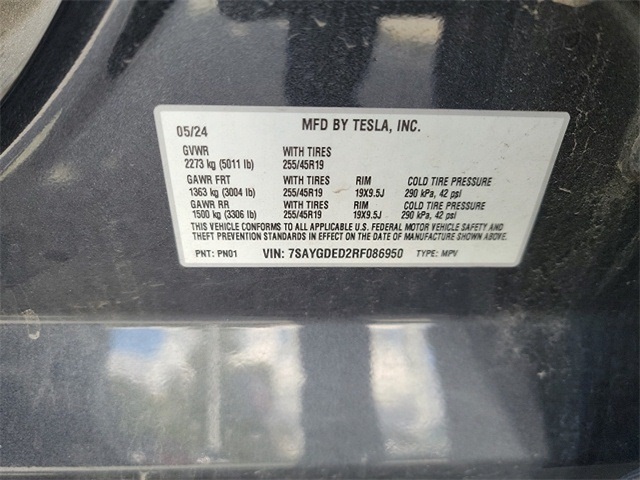 05/24 MFD BY TESLA, INC.
GVWR WITH TIRES
2273 kg (5011 lb) 255/45R19
GAWR FRT WITH TIRES RIM COLD TIRE PRESSURE
1363 kg (3004 lb) 255/45R19 19X9.5J 290 kPa, 42 psi
GAWR RR WITH TIRES RIM COLD TIRE PRESSURE
1500 kg (3306 lb) 255/45R19 19X9.5J 290 kPa, 42 psi
THIS VEHICLE CONFORMS TO ALL APPLICABLE U.S. FEDERAL MOTOR VEHICLE SAFETY AND
THEFT PREVENTION STANDARDS IN EFFECT ON THE DATE OF MANUFACTURE SHOWN ABOVE.
PNT: PN01 VIN: 7SAYGDED2RF086950 TYPE: MPV